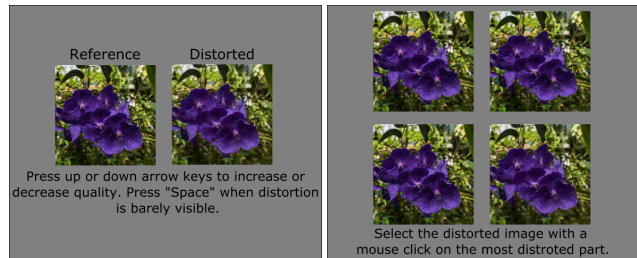 Reference Distorted
Press up or down arrow keys to increase or
decrease quality. Press "Space" when distortion
is barely visible.
Select the distorted image with a
mouse click on the most distroted part.